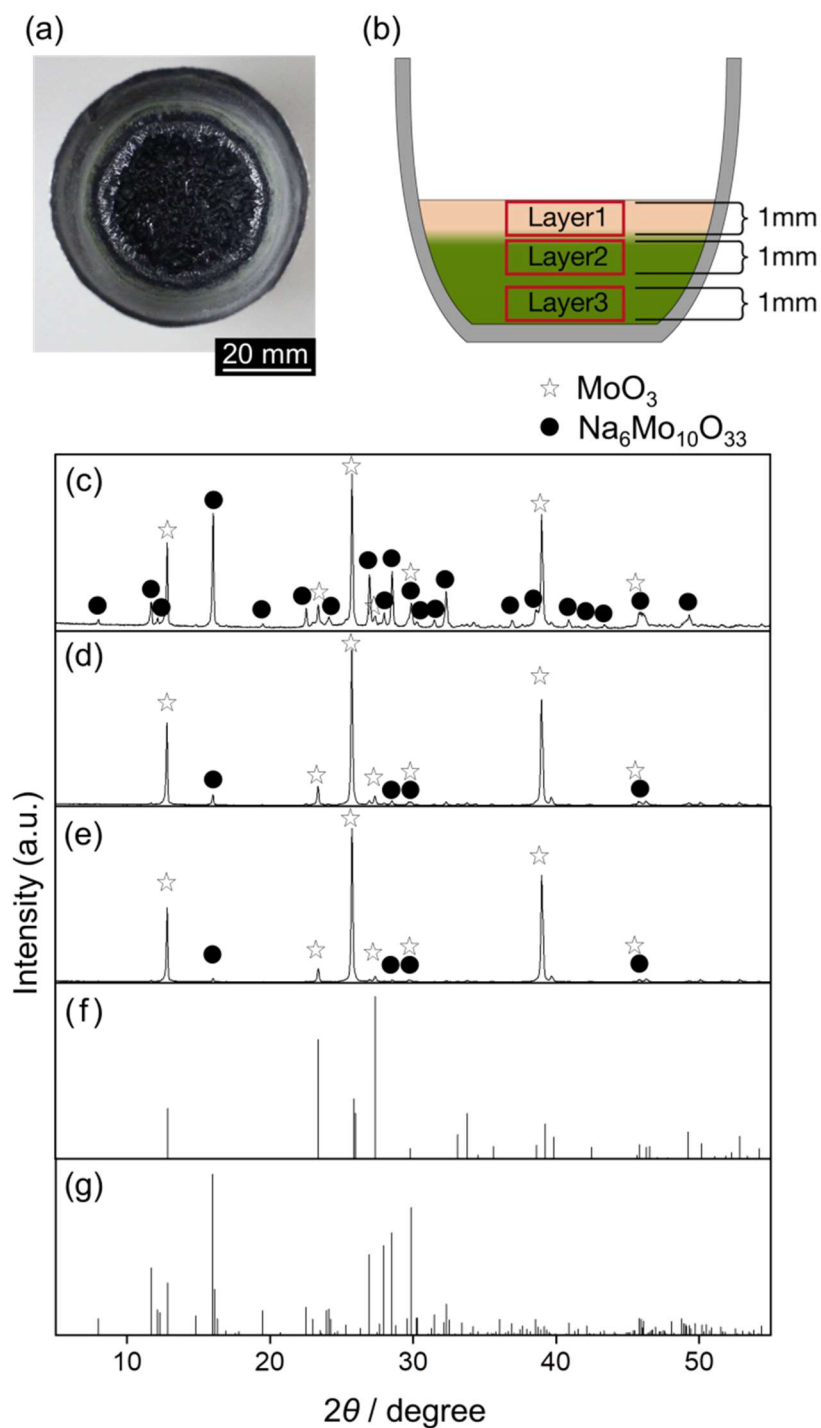 (a)
(b)
20 mm
Layer1
1mm
Layer2
1mm
Layer3
1mm
☆ MoO₃
● Na₆Mo₁₀O₃₃
(c)
(d)
(e)
(f)
(g)
Intensity (a.u.)
10 20 30 40 50
2θ / degree